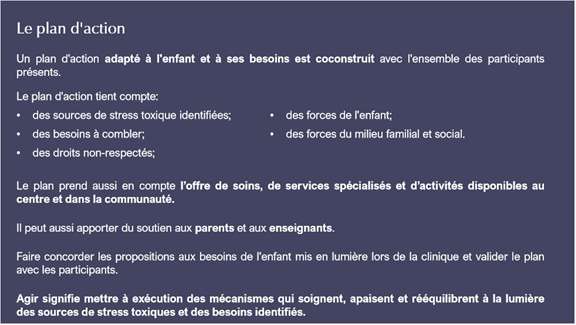 Le plan d'action
Un plan d'action adapté à l'enfant et à ses besoins est coconstruit avec l'ensemble des participants
présents.
Le plan d'action tient compte:
• des sources de stress toxique identifiées;
• des besoins à combler;
• des droits non-respectés;
• des forces de l'enfant;
• des forces du milieu familial et social.
Le plan prend aussi en compte l'offre de soins, de services spécialisés et d'activités disponibles au
centre et dans la communauté.
Il peut aussi apporter du soutien aux parents et aux enseignants.
Faire concorder les propositions aux besoins de l'enfant mis en lumière lors de la clinique et valider le plan
avec les participants.
Agir signifie mettre à exécution des mécanismes qui soignent, apaisent et rééquilibrent à la lumière
des sources de stress toxiques et des besoins identifiés.